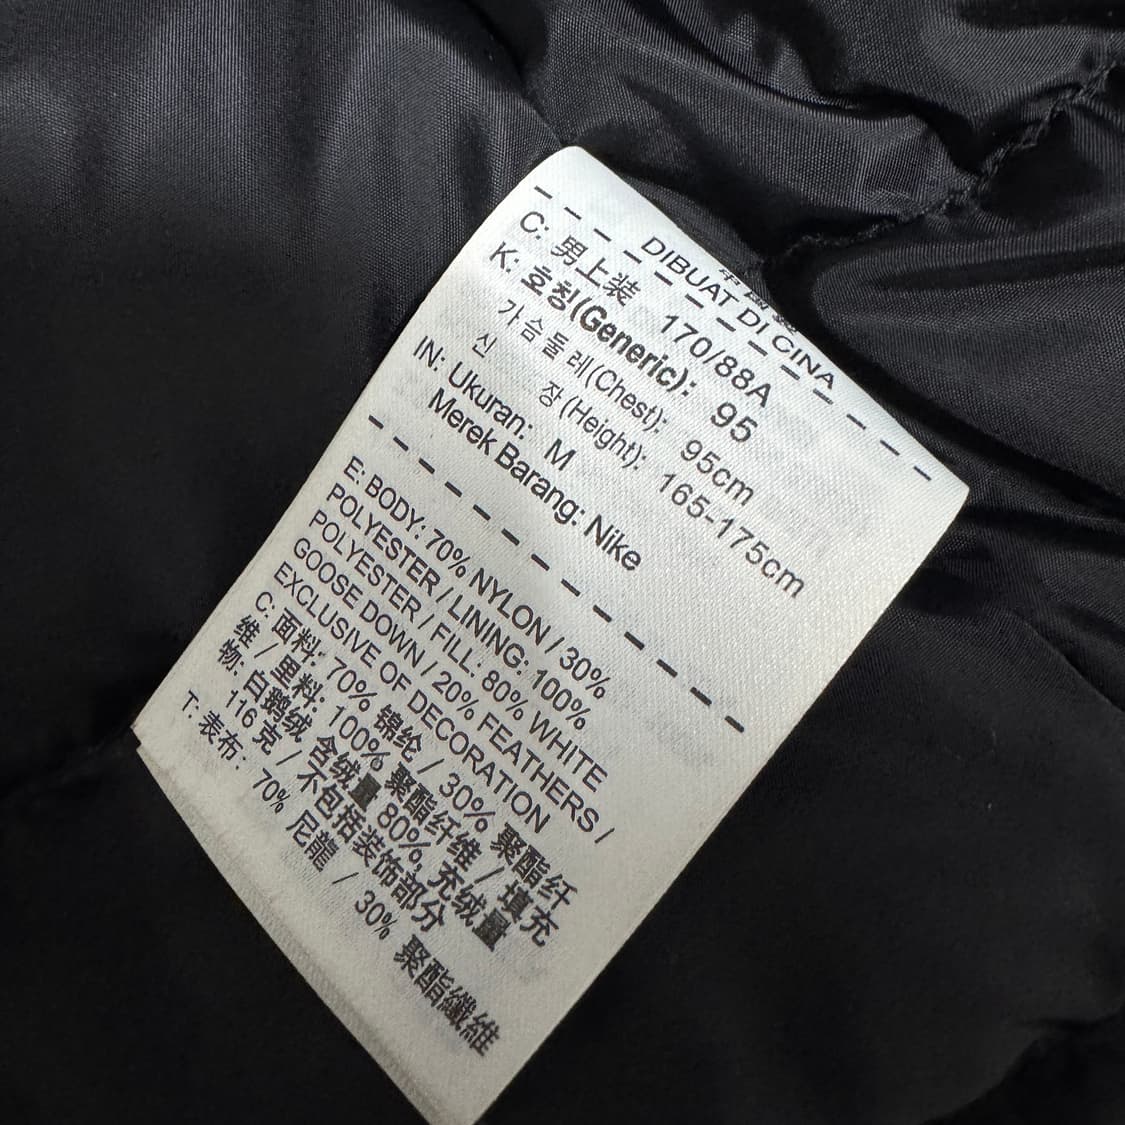 DIBUAT DI CINA
C: 男上装 170/88A
K: 호칭(Generic): 95
가슴둘레(Chest): 95cm
신 장(Height): 165-175cm
IN: Ukuran: M
Merek Barang: Nike
E: BODY: 70% NYLON / 30%
POLYESTER / LINING: 100%
POLYESTER / FILL: 80% WHITE
GOOSE DOWN / 20% FEATHERS /
EXCLUSIVE OF DECORATION
C: 面料: 70% 锦纶 / 30% 聚酯纤
维 / 里料: 100% 聚酯纤维 / 填充
物: 白鹅绒 含绒量 80%, 充绒量
116 克 / 不包括装饰部分
T: 表布: 70% 尼龍 / 30% 聚酯纖維